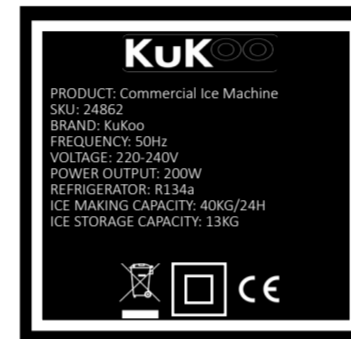 KuKoo
PRODUCT: Commercial Ice Machine
SKU: 24862
BRAND: KuKoo
FREQUENCY: 50Hz
VOLTAGE: 220-240V
POWER OUTPUT: 200W
REFRIGERATOR: R134a
ICE MAKING CAPACITY: 40KG/24H
ICE STORAGE CAPACITY: 13KG
CE